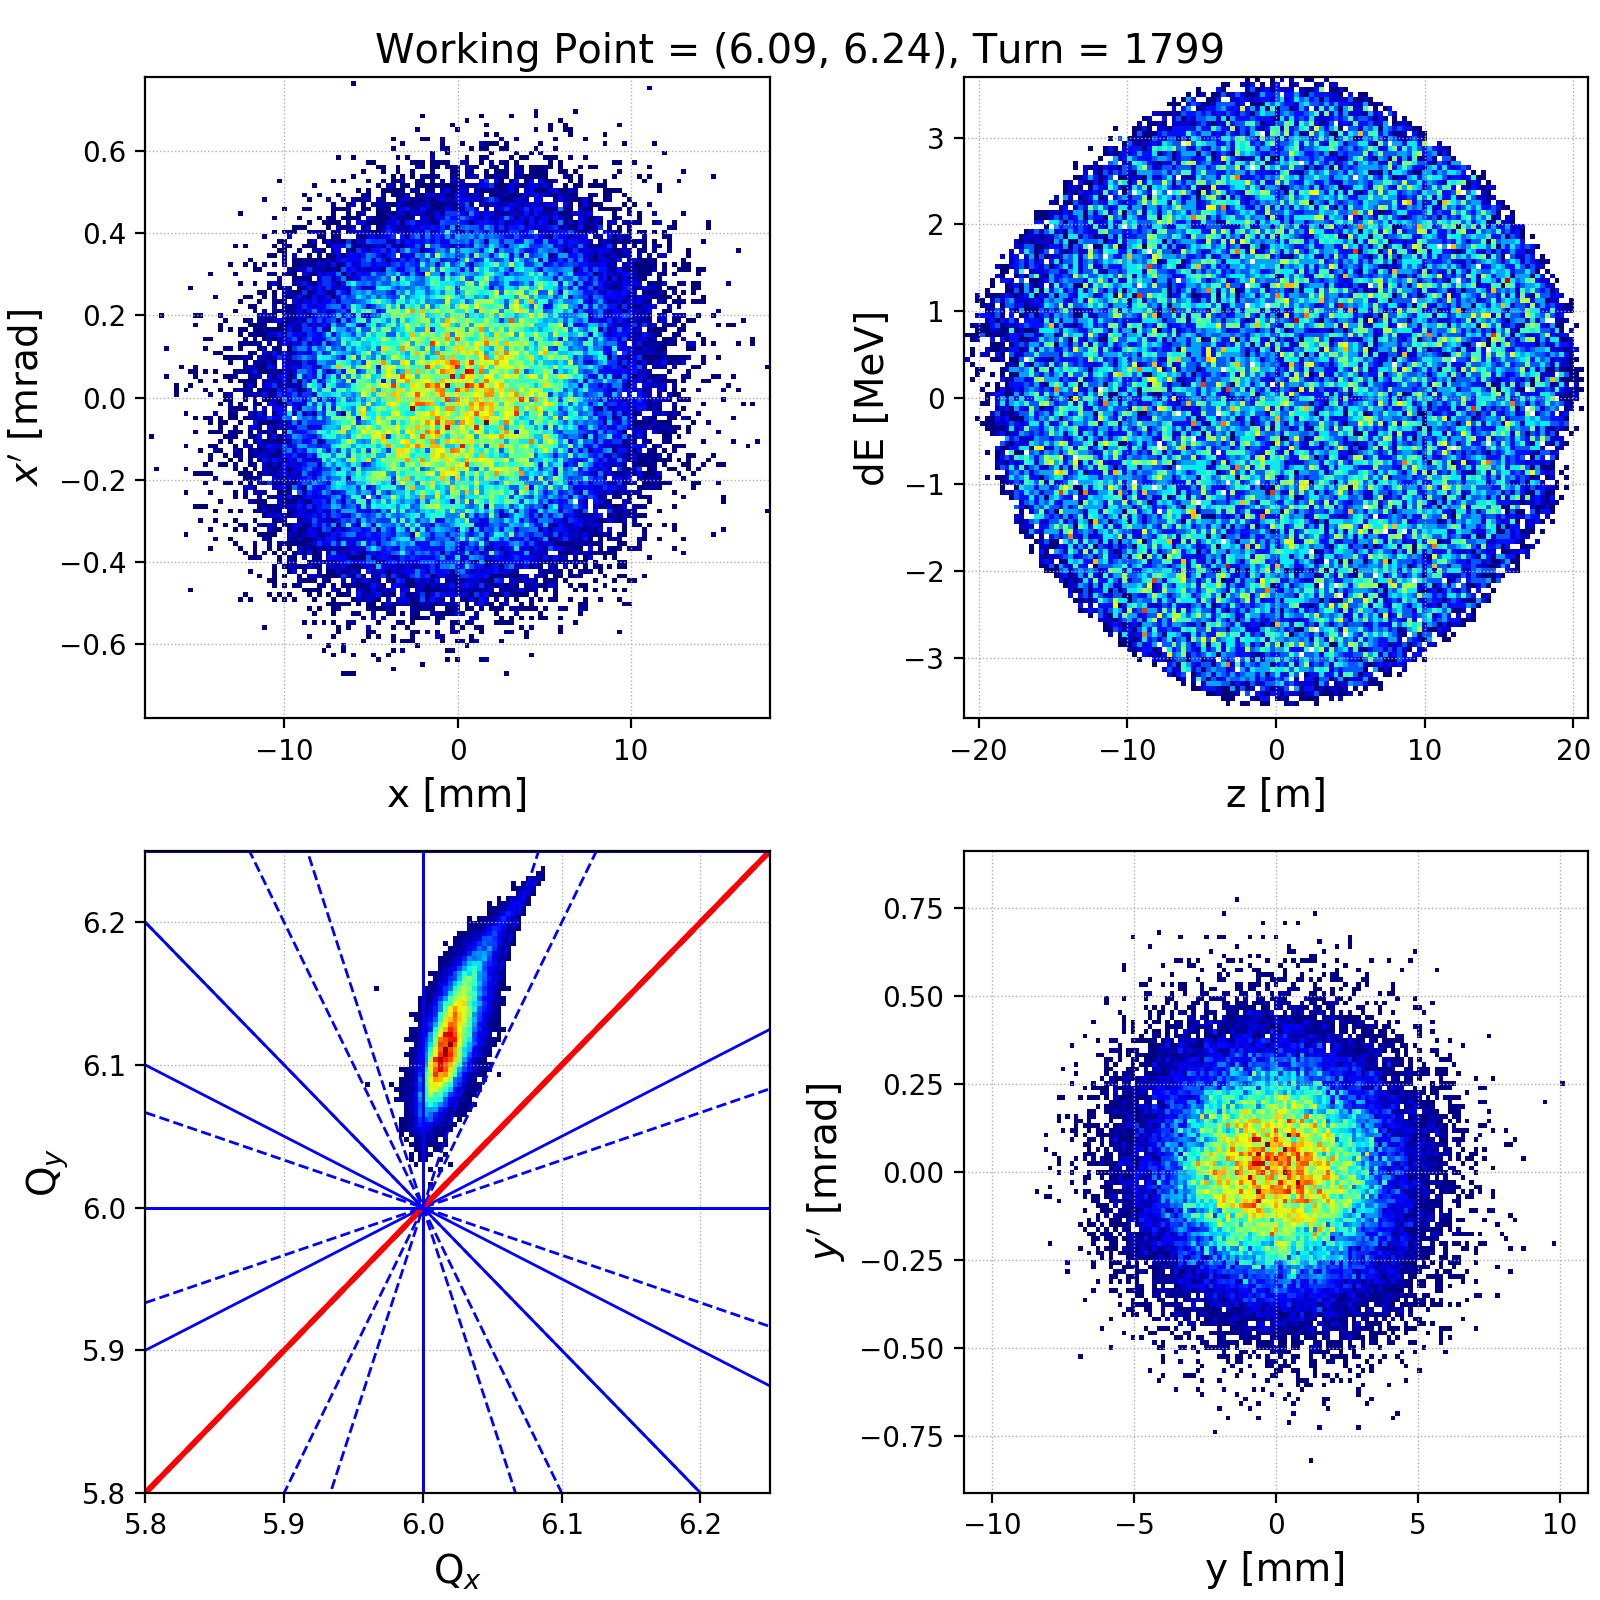 Working Point = (6.09, 6.24), Turn = 1799
0.6
0.4
0.2
0.0
−0.2
−0.4
−0.6
x′ [mrad]
−10 0 10
x [mm]
3
2
1
0
−1
−2
−3
dE [MeV]
−20 −10 0 10 20
z [m]
6.2
6.1
6.0
5.9
5.8
Qy
5.8 5.9 6.0 6.1 6.2
Qx
0.75
0.50
0.25
0.00
−0.25
−0.50
−0.75
y′ [mrad]
−10 −5 0 5 10
y [mm]